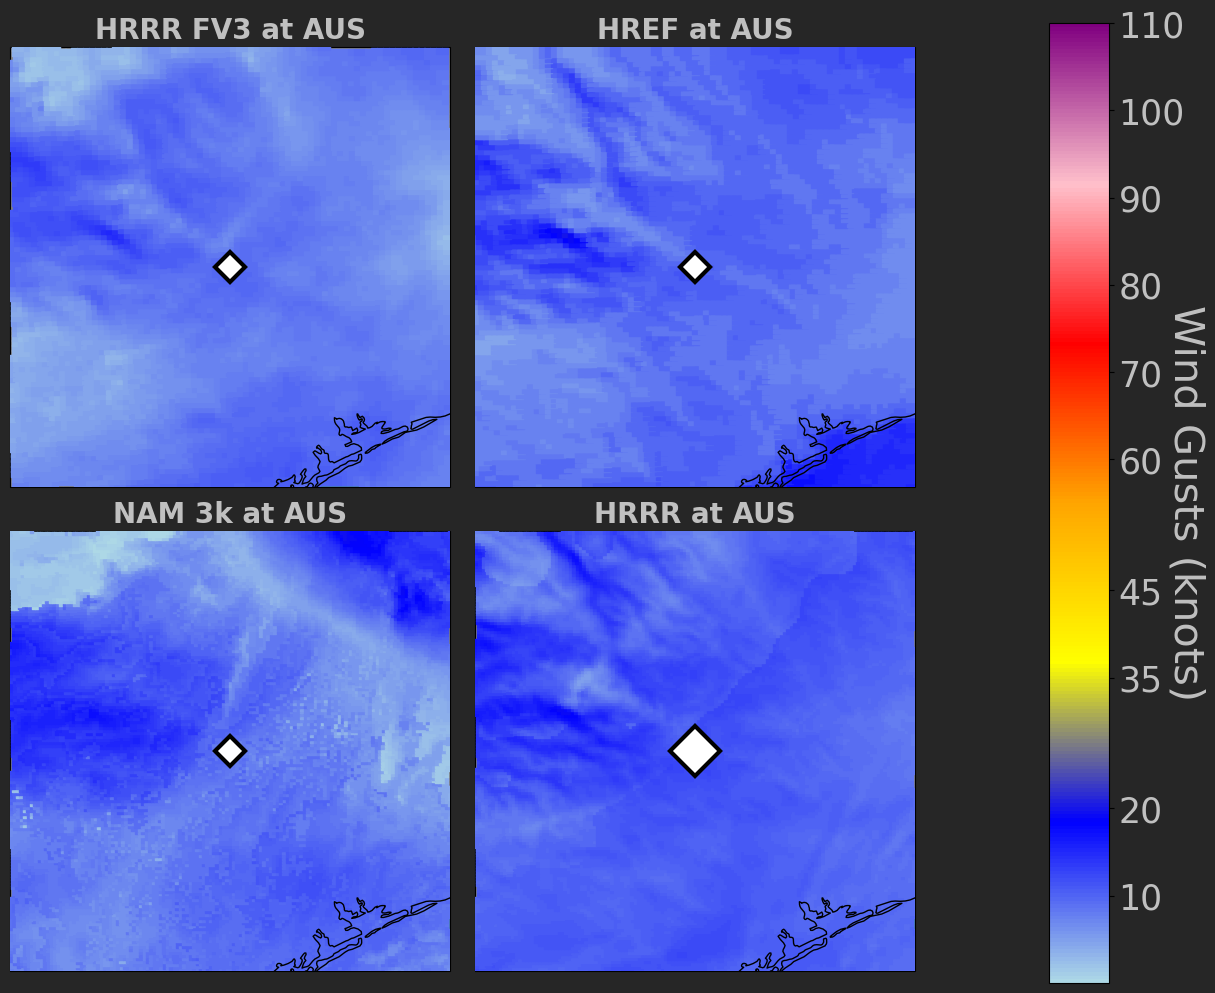 HRRR FV3 at AUS
HREF at AUS
NAM 3k at AUS
HRRR at AUS
110
100
90
80
70
60
45
35
20
10
Wind Gusts (knots)